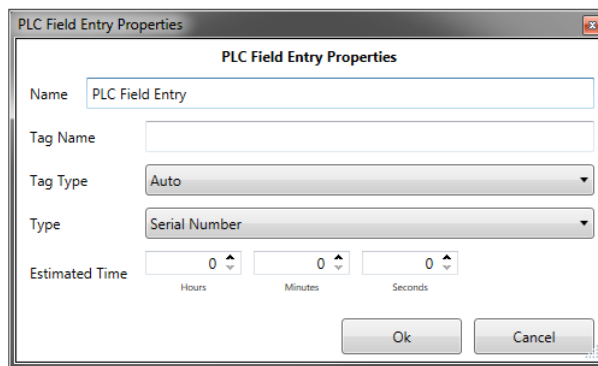 PLC Field Entry Properties
PLC Field Entry Properties
Name PLC Field Entry
Tag Name
Tag Type Auto
Type Serial Number
Estimated Time 0 0 0
Hours Minutes Seconds
Ok Cancel